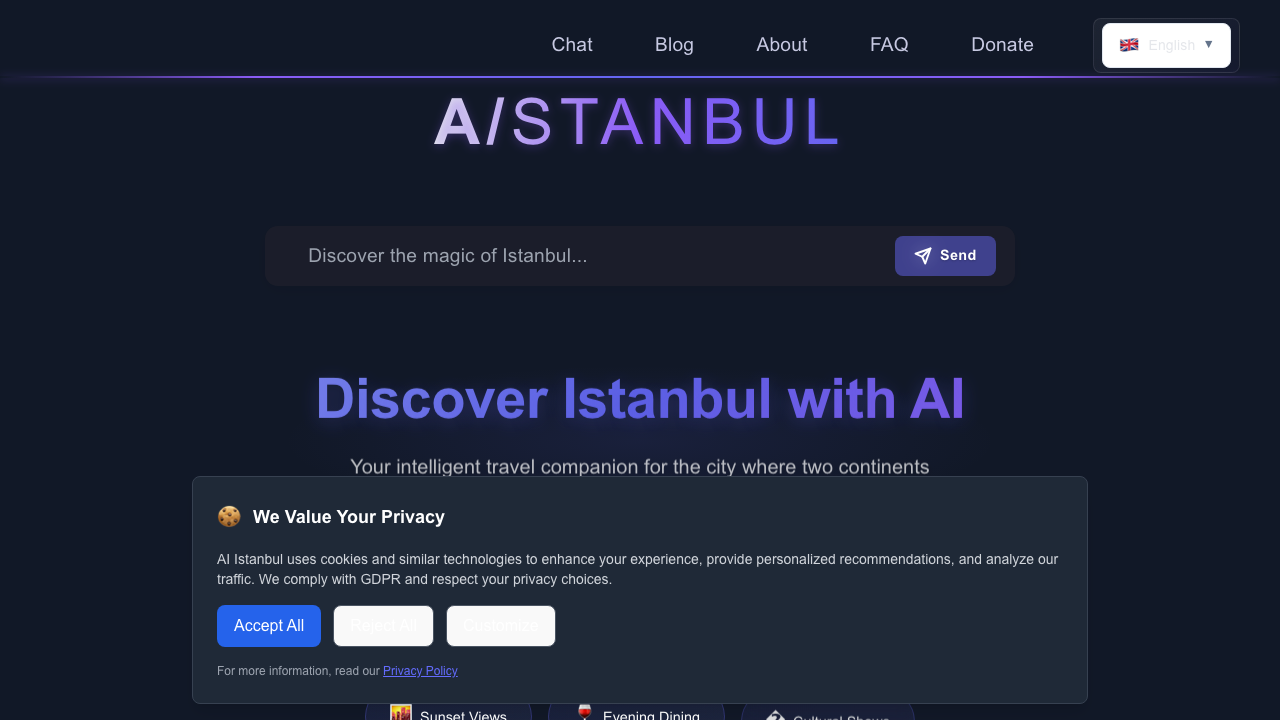 Chat Blog About FAQ Donate English ▼
A/STANBUL
Discover the magic of Istanbul...
Send
Discover Istanbul with AI
Your intelligent travel companion for the city where two continents
We Value Your Privacy
AI Istanbul uses cookies and similar technologies to enhance your experience, provide personalized recommendations, and analyze our
traffic. We comply with GDPR and respect your privacy choices.
Accept All Reject All Customize
For more information, read our Privacy Policy
Sunset Views Evening Dining Cultural Shows